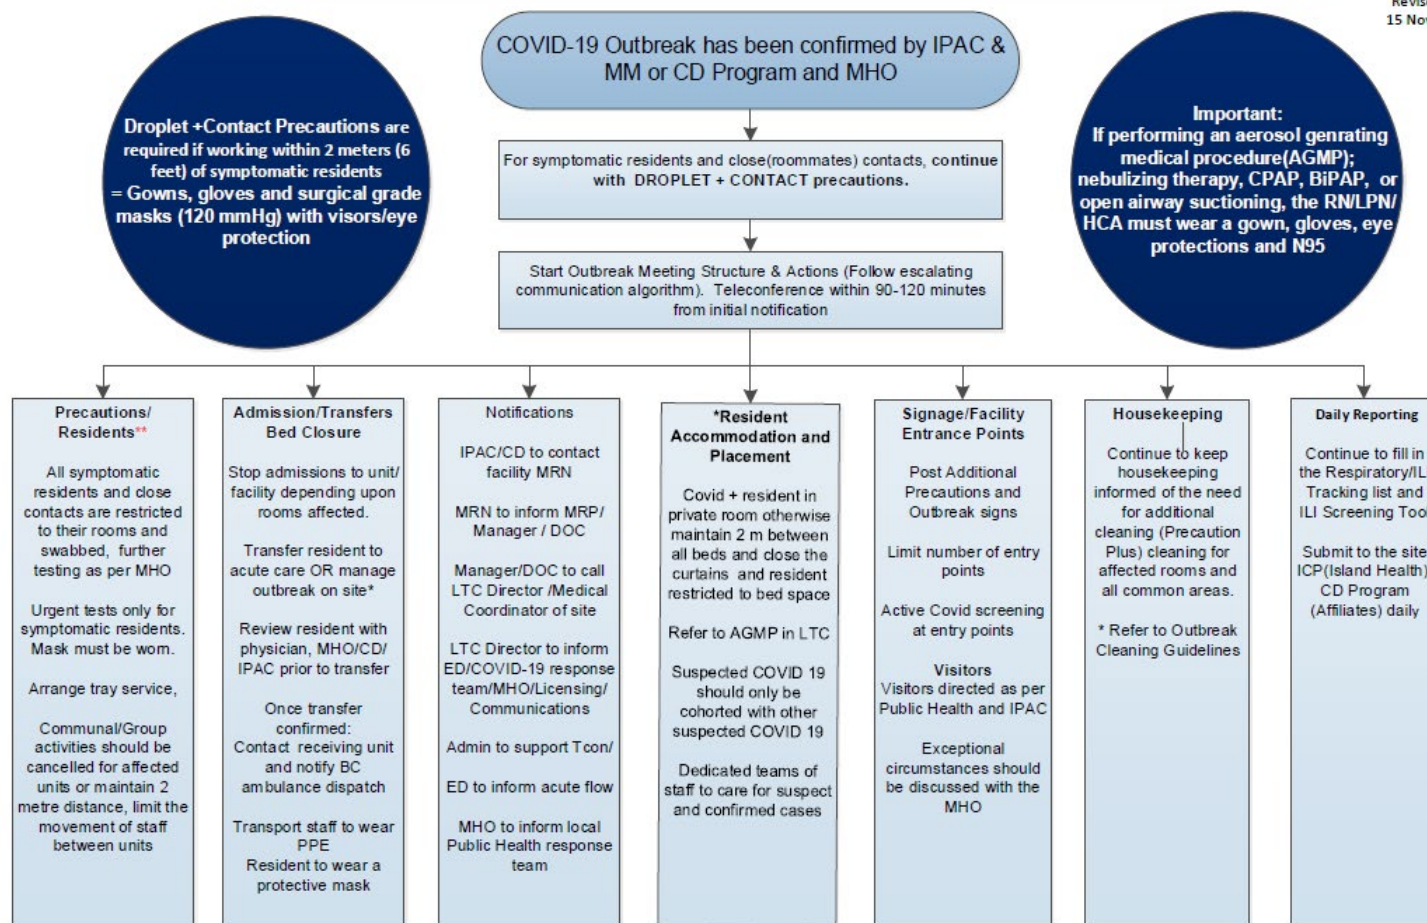 Revis
15 Nov
COVID-19 Outbreak has been confirmed by IPAC &
MM or CD Program and MHO
Droplet +Contact Precautions are
required if working within 2 meters (6
feet) of symptomatic residents
= Gowns, gloves and surgical grade
masks (120 mmHg) with visors/eye
protection
Important:
If performing an aerosol genrating
medical procedure(AGMP);
nebulizing therapy, CPAP, BiPAP, or
open airway suctioning, the RN/LPN/
HCA must wear a gown, gloves, eye
protections and N95
For symptomatic residents and close(roommates) contacts, continue
with DROPLET + CONTACT precautions.
Start Outbreak Meeting Structure & Actions (Follow escalating
communication algorithm). Teleconference within 90-120 minutes
from initial notification
Precautions/
Residents**
All symptomatic
residents and close
contacts are restricted
to their rooms and
swabbed, further
testing as per MHO
Urgent tests only for
symptomatic residents.
Mask must be worn.
Arrange tray service,
Communal/Group
activities should be
cancelled for affected
units or maintain 2
metre distance, limit the
movement of staff
between units
Admission/Transfers
Bed Closure
Stop admissions to unit/
facility depending upon
rooms affected.
Transfer resident to
acute care OR manage
outbreak on site*
Review resident with
physician, MHO/CD/
IPAC prior to transfer
Once transfer
confirmed:
Contact receiving unit
and notify BC
ambulance dispatch
Transport staff to wear
PPE
Resident to wear a
protective mask
Notifications
IPAC/CD to contact
facility MRN
MRN to inform MRP/
Manager / DOC
Manager/DOC to call
LTC Director /Medical
Coordinator of site
LTC Director to inform
ED/COVID-19 response
team/MHO/Licensing/
Communications
Admin to support Tcon/
ED to inform acute flow
MHO to inform local
Public Health response
team
*Resident
Accommodation and
Placement
Covid + resident in
private room otherwise
maintain 2 m between
all beds and close the
curtains and resident
restricted to bed space
Refer to AGMP in LTC
Suspected COVID 19
should only be
cohorted with other
suspected COVID 19
Dedicated teams of
staff to care for suspect
and confirmed cases
Signage/Facility
Entrance Points
Post Additional
Precautions and
Outbreak signs
Limit number of entry
points
Active Covid screening
at entry points
Visitors
Visitors directed as per
Public Health and IPAC
Exceptional
circumstances should
be discussed with the
MHO
Housekeeping
Continue to keep
housekeeping
informed of the need
for additional
cleaning (Precaution
Plus) cleaning for
affected rooms and
all common areas.
* Refer to Outbreak
Cleaning Guidelines
Daily Reporting
Continue to fill in
the Respiratory/IL
Tracking list and
ILI Screening Tool
Submit to the site
ICP(Island Health)
CD Program
(Affiliates) daily